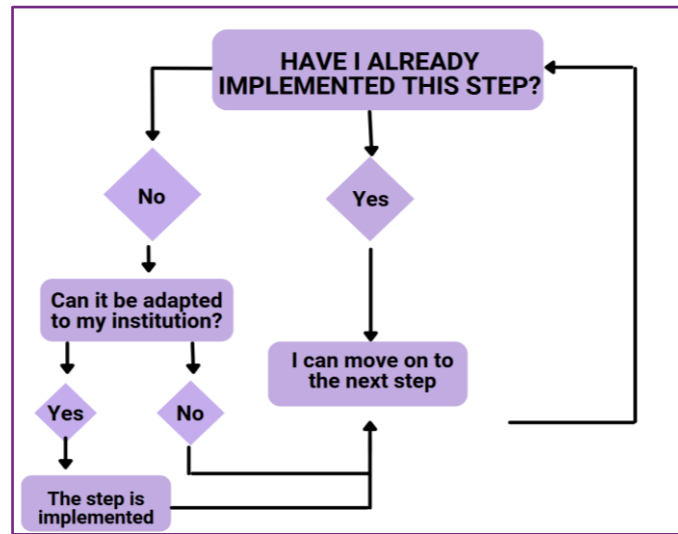 HAVE I ALREADY
IMPLEMENTED THIS STEP?
No
Yes
Can it be adapted
to my institution?
I can move on to
the next step
Yes
No
The step is
implemented